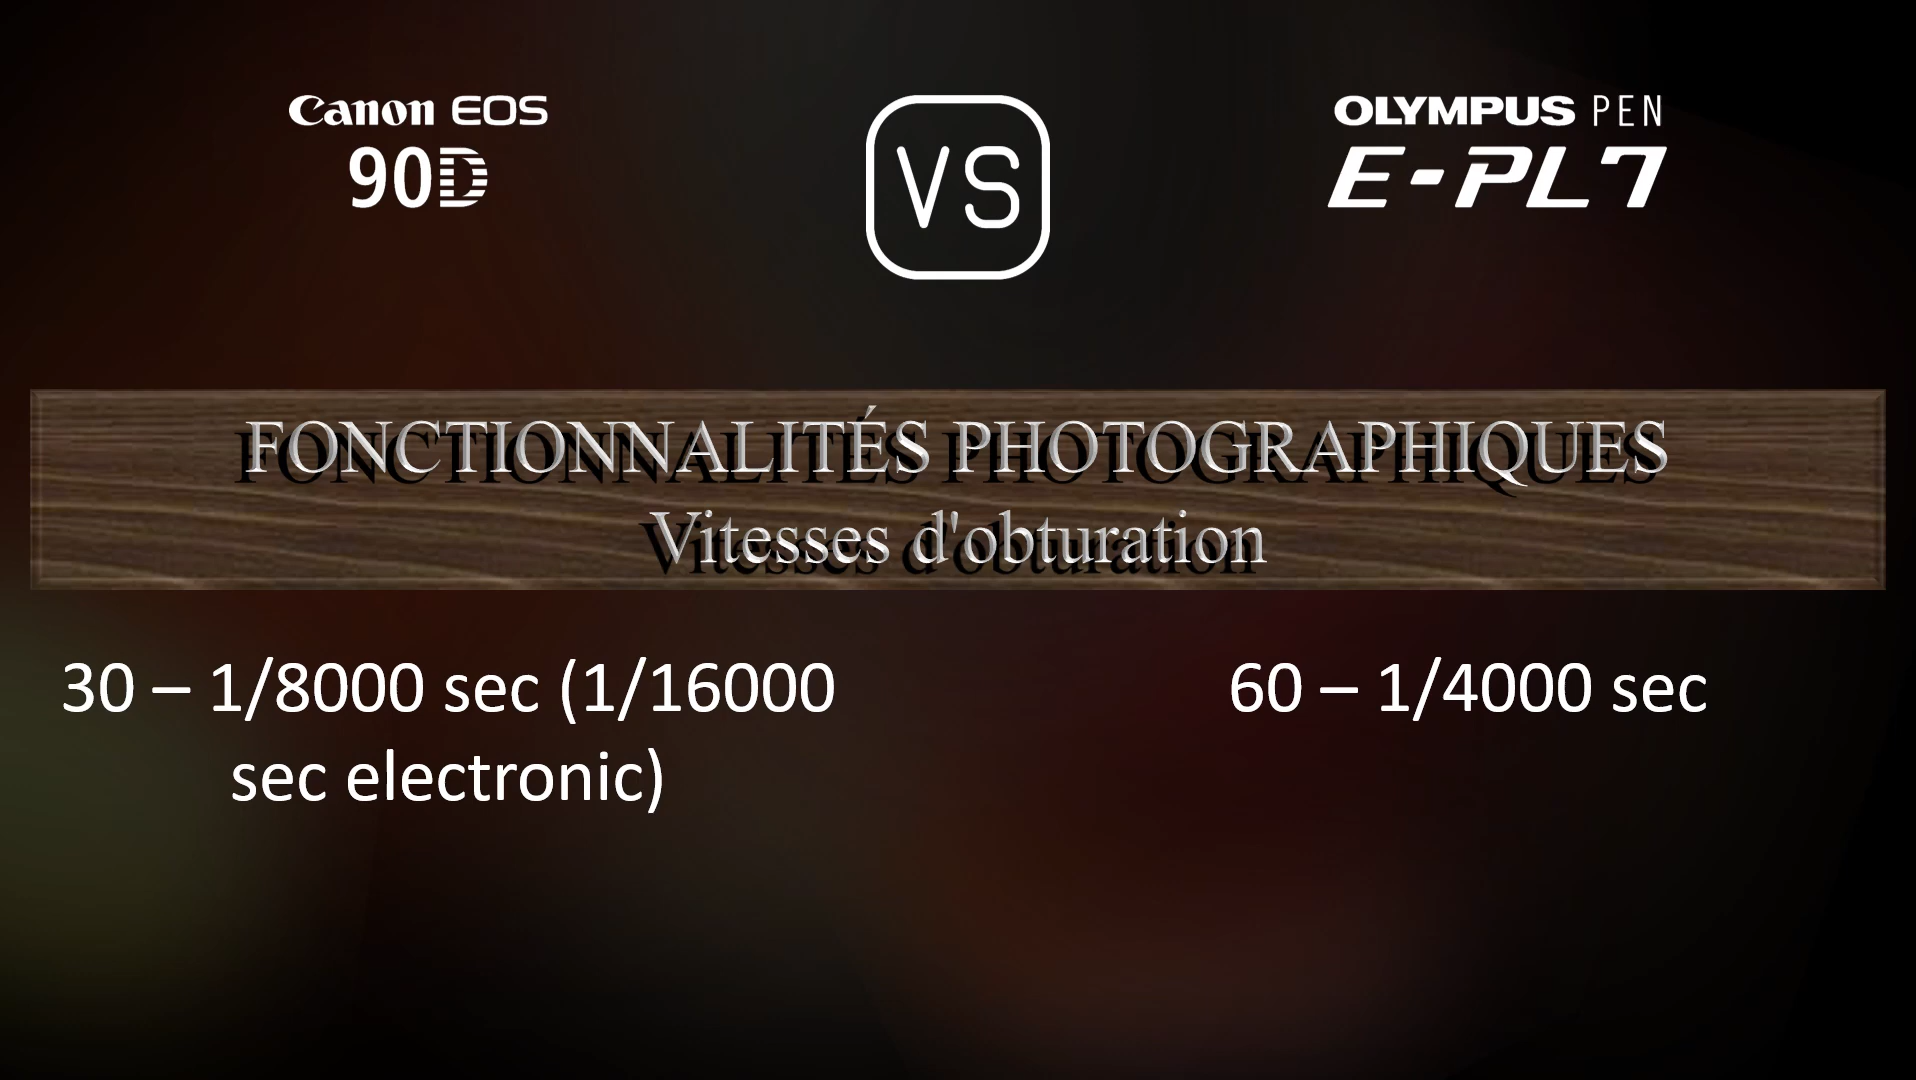 Canon EOS
90D
VS
OLYMPUS PEN
E-PL7
FONCTIONNALITÉS PHOTOGRAPHIQUES
Vitesses d'obturation
30 – 1/8000 sec (1/16000
sec electronic)
60 – 1/4000 sec